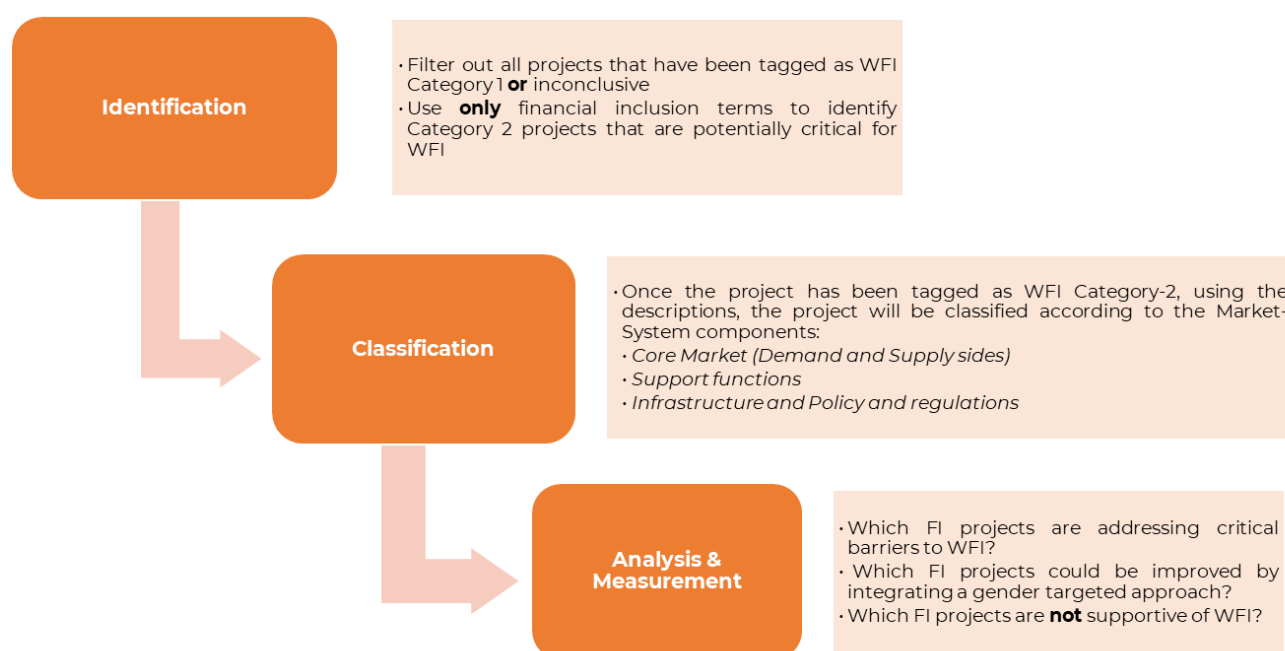 Identification
· Filter out all projects that have been tagged as WFI
Category 1 or inconclusive
· Use only financial inclusion terms to identify
Category 2 projects that are potentially critical for
WFI
Classification
· Once the project has been tagged as WFI Category-2, using the
descriptions, the project will be classified according to the Market-
System components:
· Core Market (Demand and Supply sides)
· Support functions
· Infrastructure and Policy and regulations
Analysis &
Measurement
· Which FI projects are addressing critical
barriers to WFI?
· Which FI projects could be improved by
integrating a gender targeted approach?
· Which FI projects are not supportive of WFI?